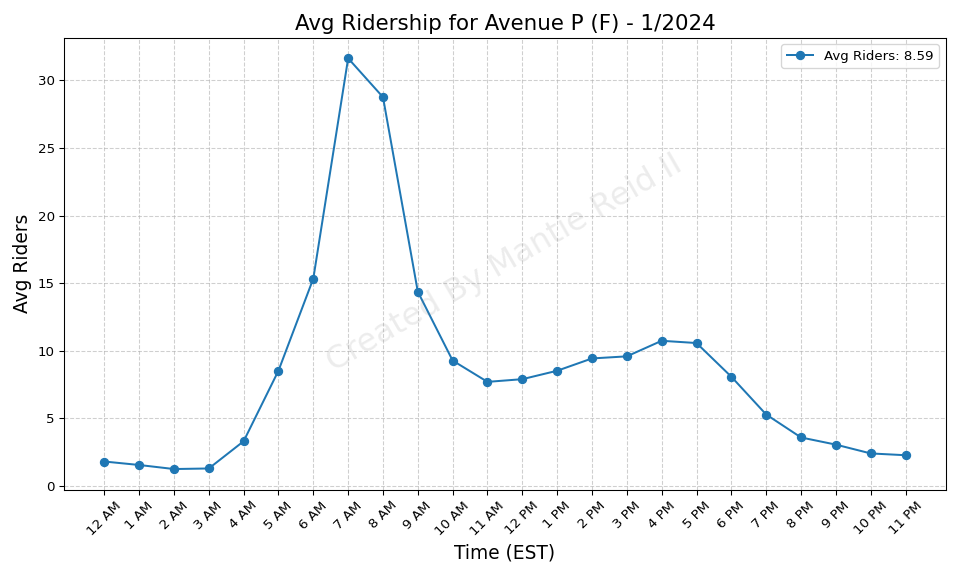 Avg Ridership for Avenue P (F) - 1/2024
Avg Riders: 8.59
Avg Riders
30
25
20
15
10
5
0
Created By Mantie Reid II
12 AM
1 AM
2 AM
3 AM
4 AM
5 AM
6 AM
7 AM
8 AM
9 AM
10 AM
11 AM
12 PM
1 PM
2 PM
3 PM
4 PM
5 PM
6 PM
7 PM
8 PM
9 PM
10 PM
11 PM
Time (EST)